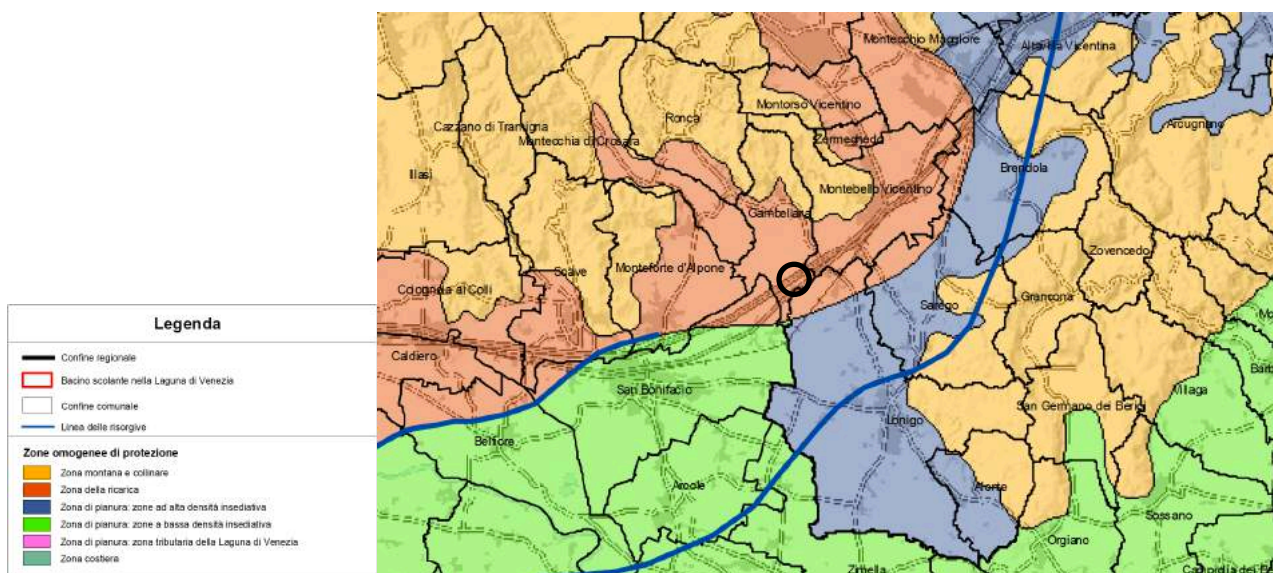 Legenda
Confine regionale
Bacino scolante nella Laguna di Venezia
Confine comunale
Linea delle risorgive
Zone omogenee di protezione
Zona montana e collinare
Zona della ricarica
Zona di pianura: zone ad alta densità insediativa
Zona di pianura: zone a bassa densità insediativa
Zona di pianura: zona tributaria della Laguna di Venezia
Zona costiera
Montecchio Maggiore
Altavilla Vicentina
Montorso Vicentino
Ronca'
Arcugnano
Cazzano di Tramigna
Montecchia di Crosara
Zermeghedo
Illasi
Brendola
Montebello Vicentino
Gambellara
Zovencedo
Soave
Monteforte d'Alpone
Colognola ai Colli
Grancona
Sarego
Caldiero
San Bonifacio
Villaga
San Germano dei Berici
Lonigo
Belfiore
Arcole
Alonte
Sossano
Orgiano
Zimella